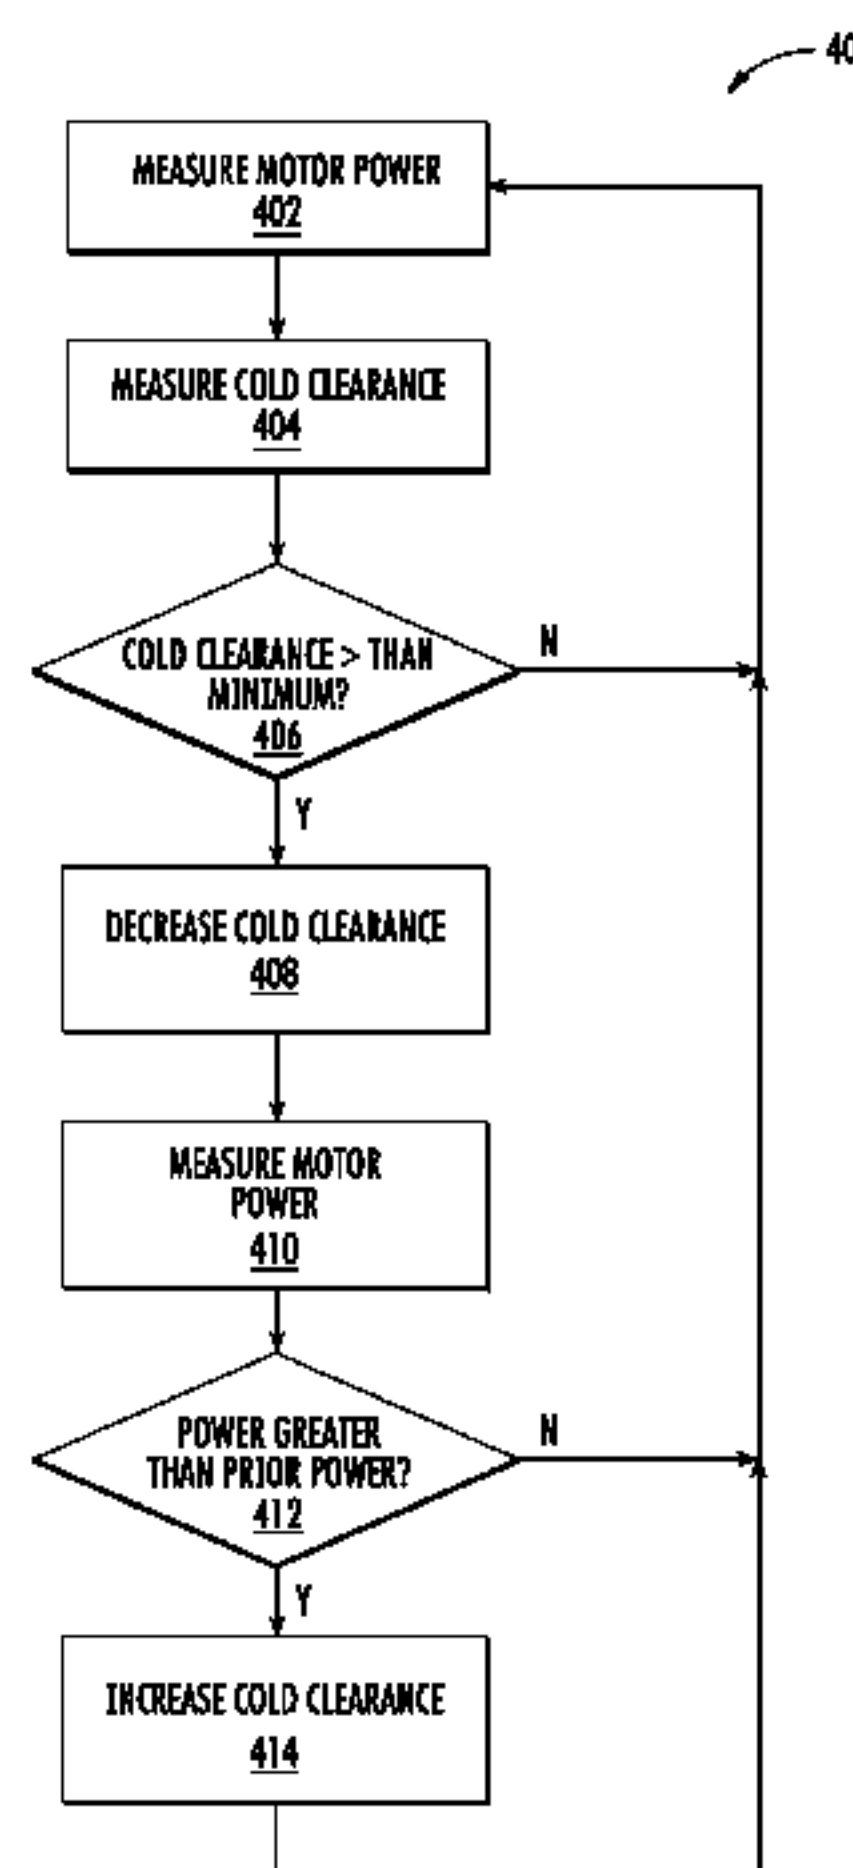 40
MEASURE MOTOR POWER
402
MEASURE COLD CLEARANCE
404
COLD CLEARANCE > THAN
MINIMUM?
406
N
Y
DECREASE COLD CLEARANCE
408
MEASURE MOTOR
POWER
410
POWER GREATER
THAN PRIOR POWER?
412
N
Y
INCREASE COLD CLEARANCE
414